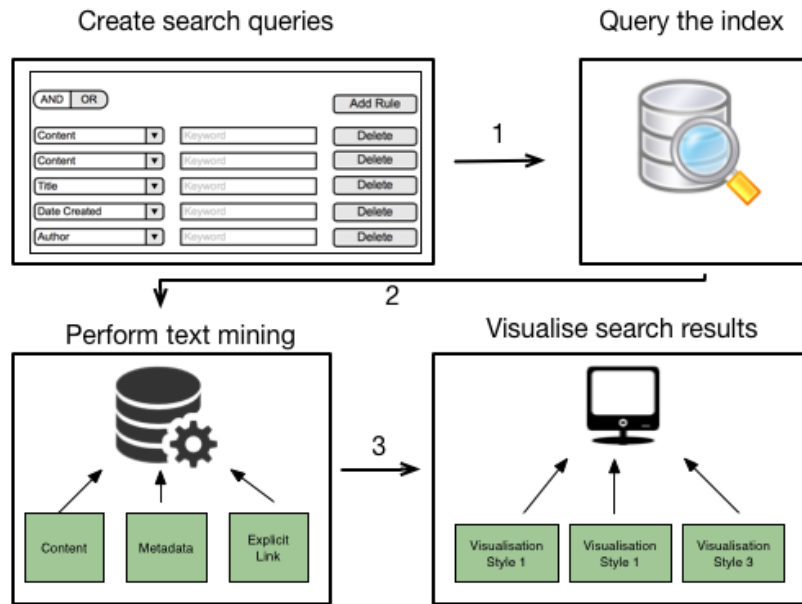 Create search queries
Query the index
AND OR
Add Rule
Content Keyword Delete
Content Keyword Delete
Title Keyword Delete
Date Created Keyword Delete
Author Keyword Delete
1
2
Perform text mining
Visualise search results
3
Content
Metadata
Explicit
Link
Visualisation
Style 1
Visualisation
Style 1
Visualisation
Style 3